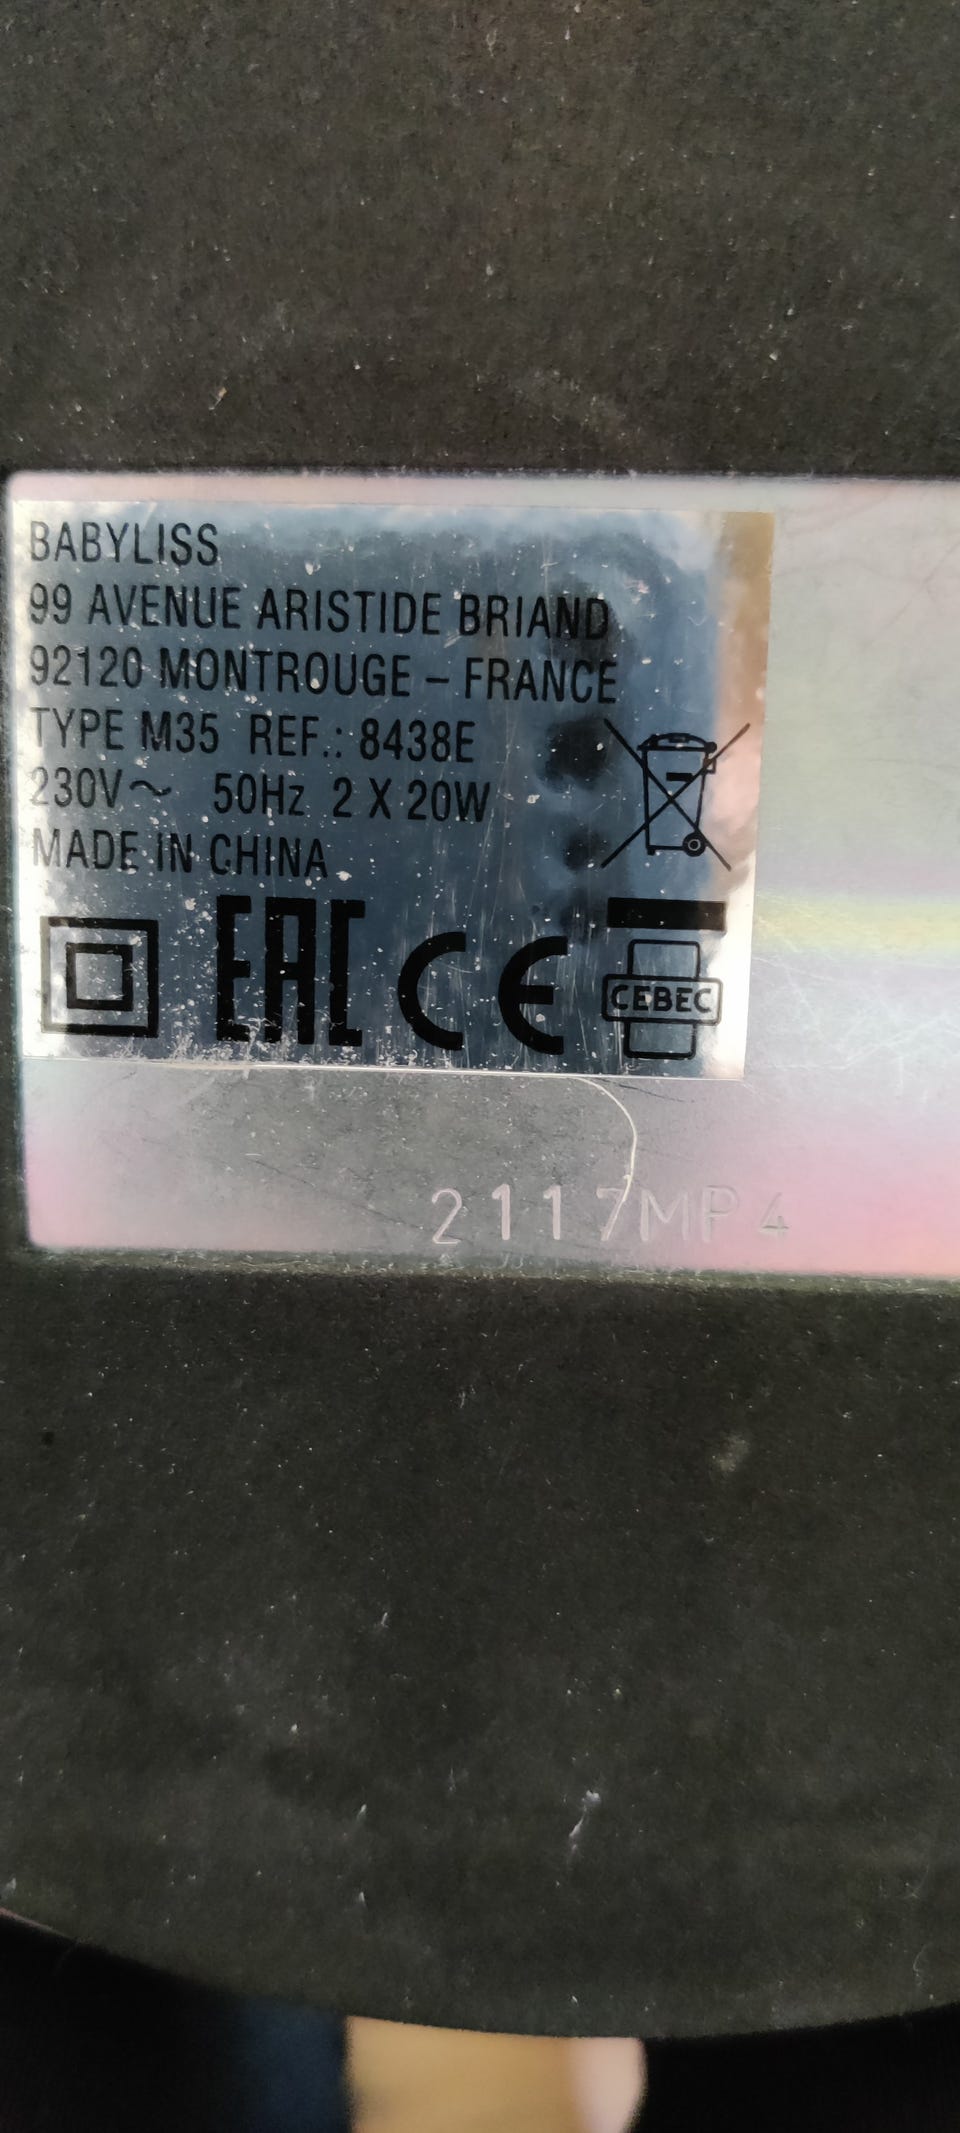 BABYLISS
99 AVENUE ARISTIDE BRIAND
92120 MONTROUGE – FRANCE
TYPE M35 REF.: 8438E
230V~ 50Hz 2 X 20W
MADE IN CHINA
EAC CE CEBEC
2117MP4